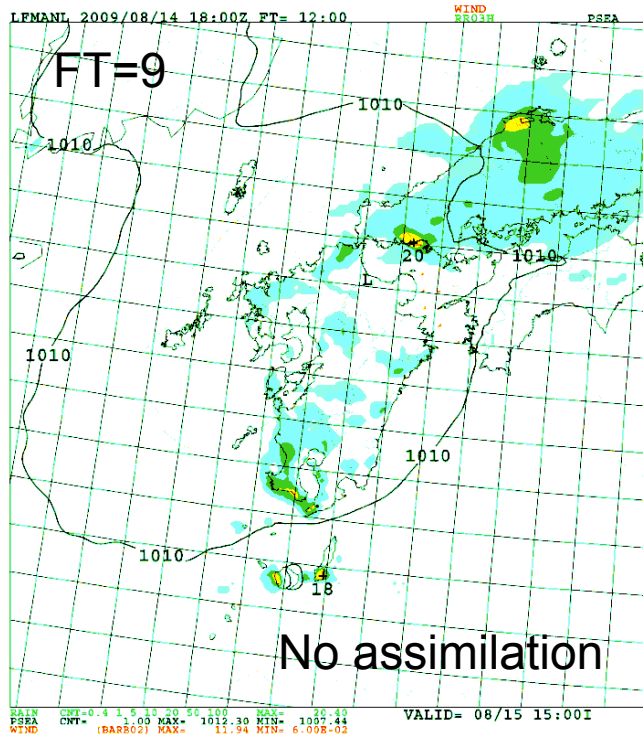 LFMANL 2009/08/14 18:00Z FT= 12:00
WIND
RR03H
PSEA
FT=9
1010
1010
20
1010
L
1010
1010
1010
18
No assimilation
RAIN CNT=0.4 1 5 10 20 50 100 MAX= 20.40
PSEA CNT= 1.00 MAX= 1012.30 MIN= 1007.44
WIND (BARB02) MAX= 11.94 MIN= 6.00E-02
VALID= 08/15 15:00I